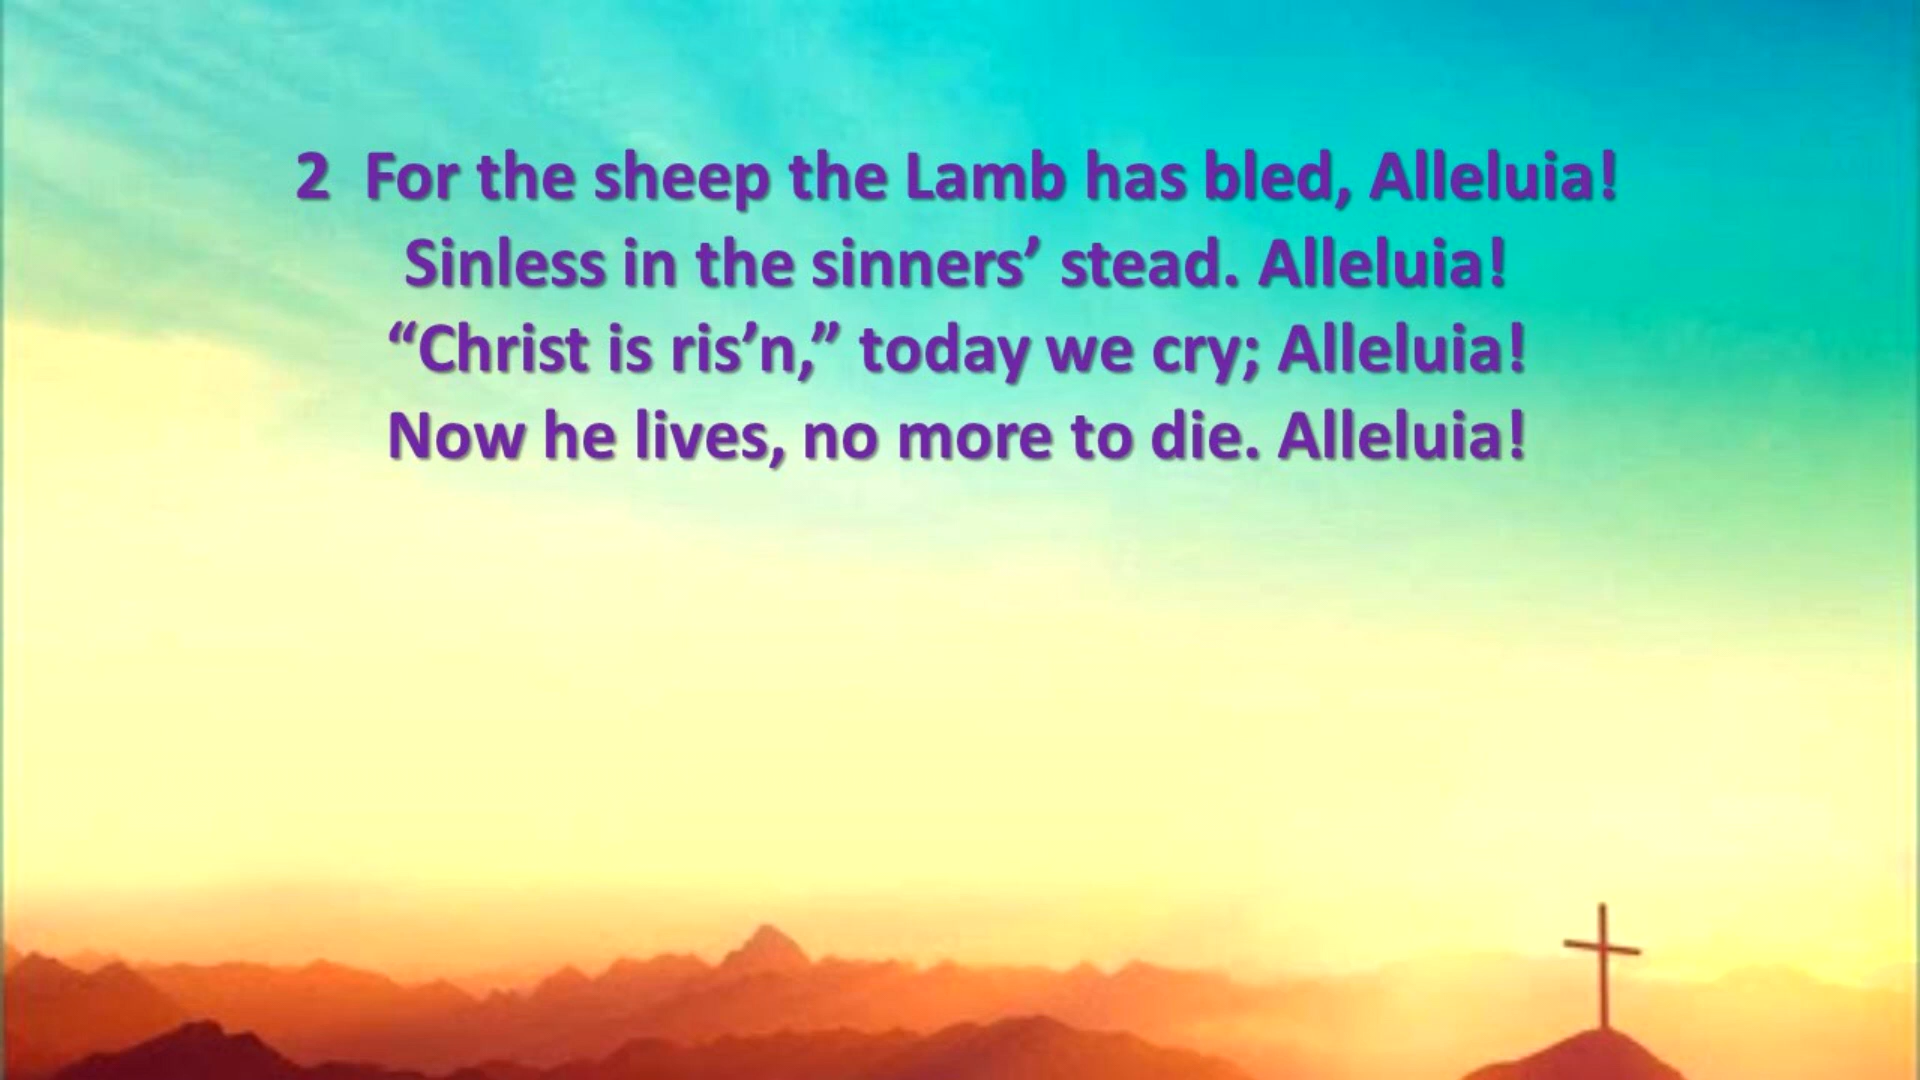 2 For the sheep the Lamb has bled, Alleluia!
Sinless in the sinners’ stead. Alleluia!
“Christ is ris’n,” today we cry; Alleluia!
Now he lives, no more to die. Alleluia!